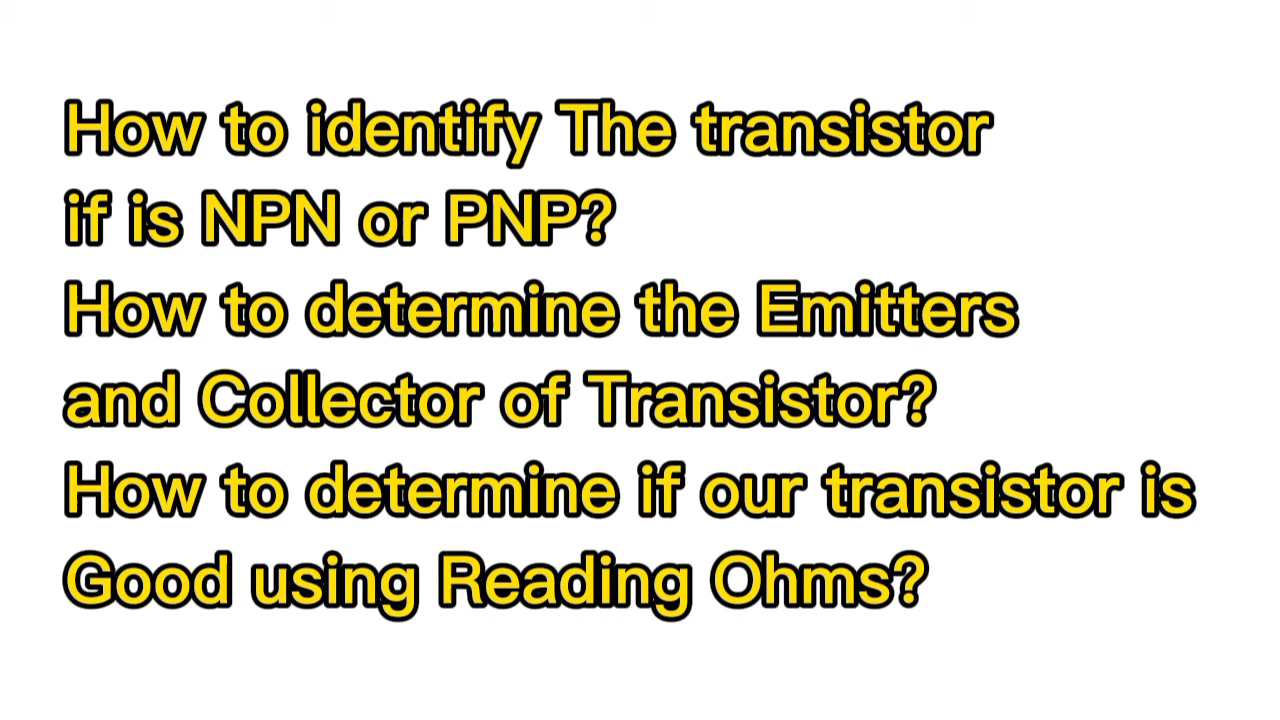 How to identify The transistor
if is NPN or PNP?
How to determine the Emitters
and Collector of Transistor?
How to determine if our transistor is
Good using Reading Ohms?